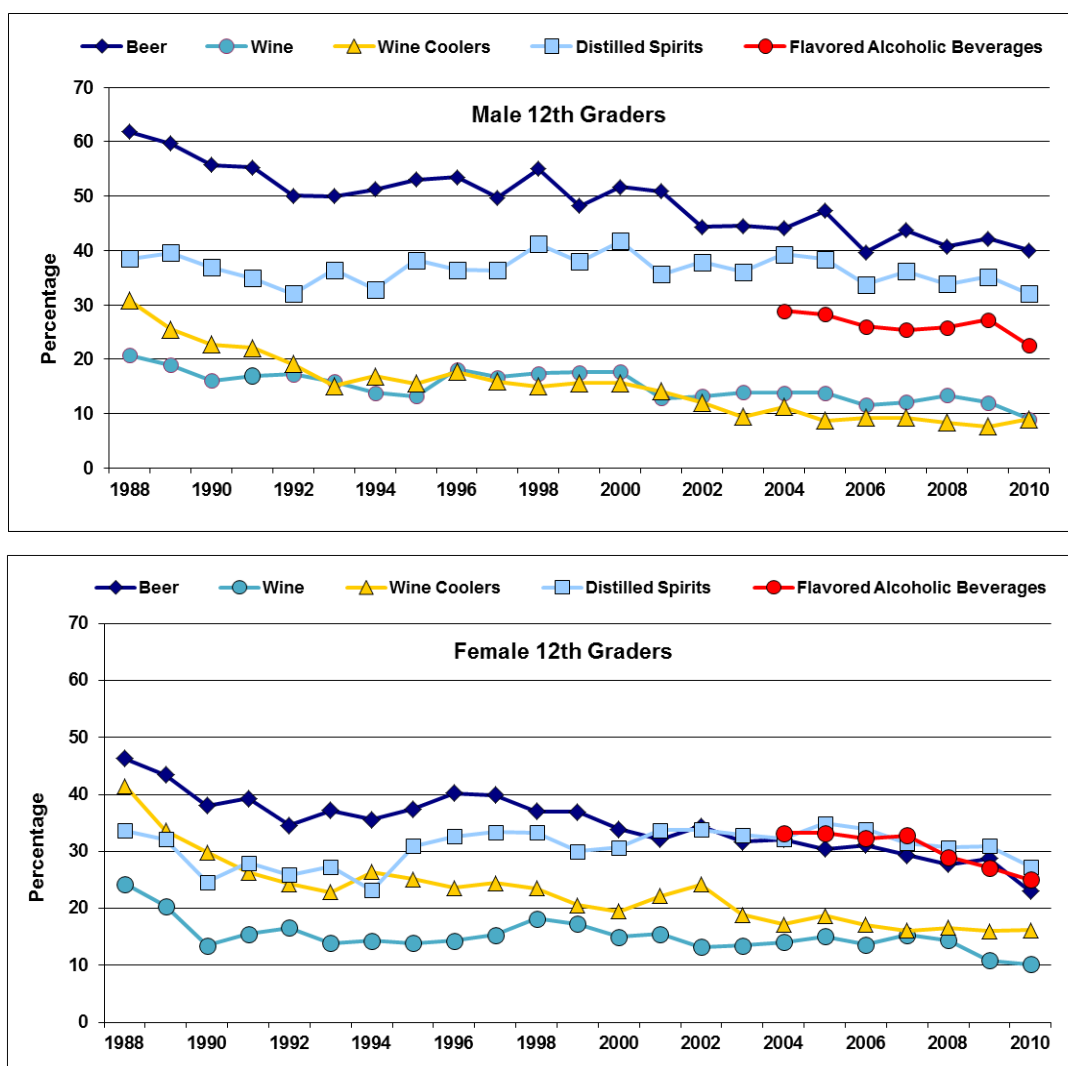 Beer Wine Wine Coolers Distilled Spirits Flavored Alcoholic Beverages
Male 12th Graders
Percentage
70
60
50
40
30
20
10
0
1988 1990 1992 1994 1996 1998 2000 2002 2004 2006 2008 2010
Beer Wine Wine Coolers Distilled Spirits Flavored Alcoholic Beverages
Female 12th Graders
Percentage
70
60
50
40
30
20
10
0
1988 1990 1992 1994 1996 1998 2000 2002 2004 2006 2008 2010